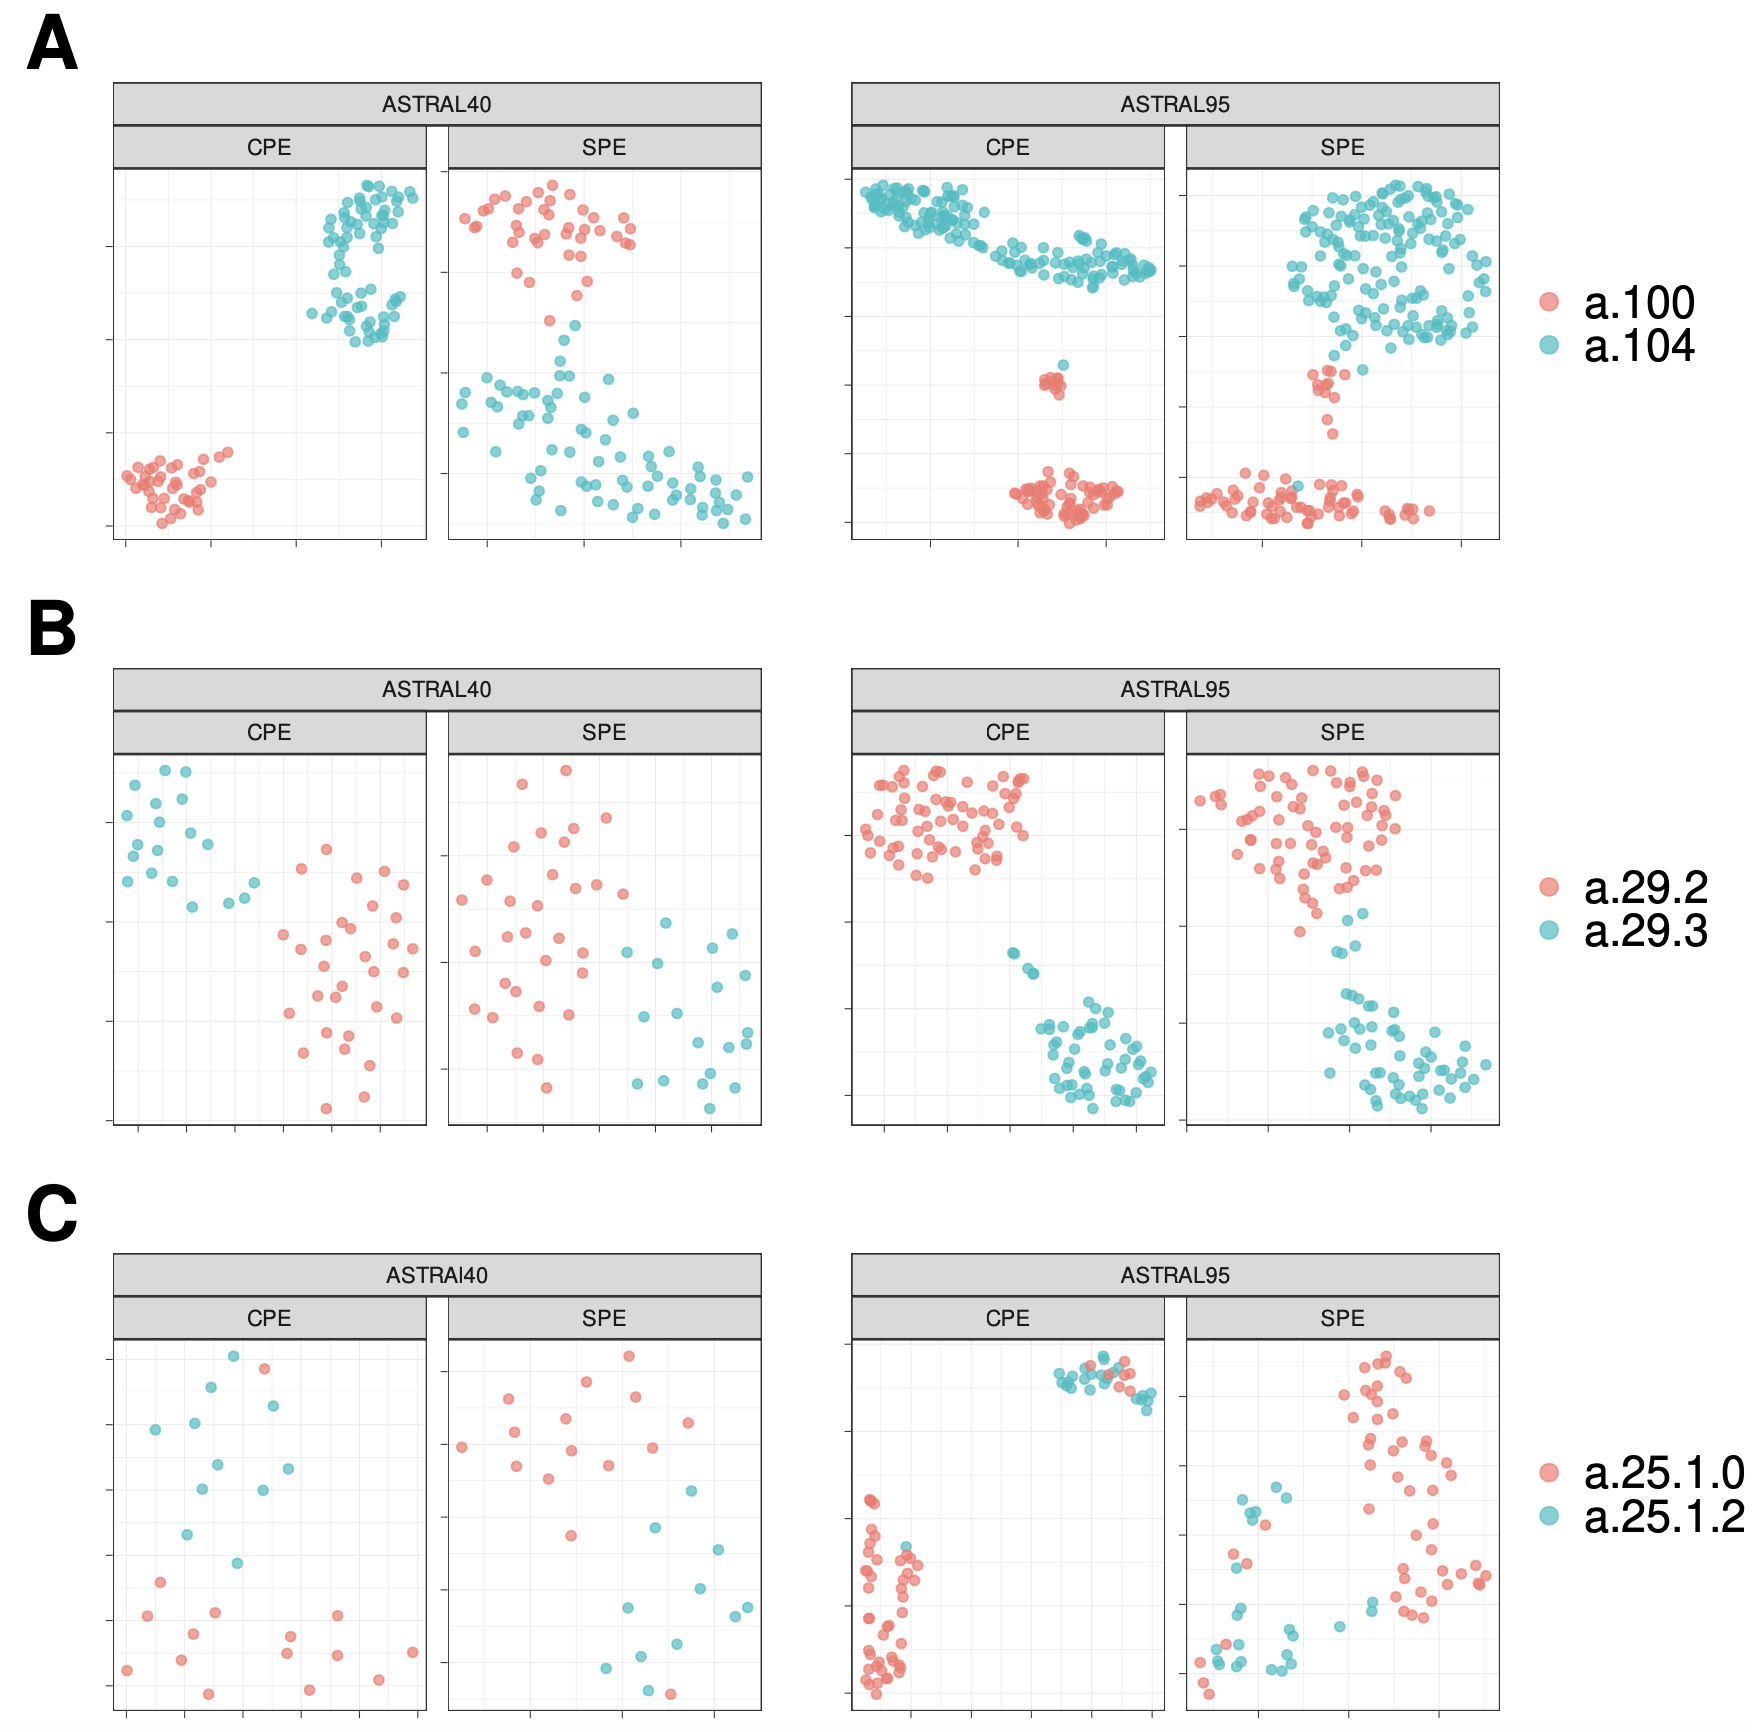 A
ASTRAL40
ASTRAL95
CPE
SPE
CPE
SPE
a.100
a.104
B
ASTRAL40
ASTRAL95
CPE
SPE
CPE
SPE
a.29.2
a.29.3
C
ASTRAl40
ASTRAL95
CPE
SPE
CPE
SPE
a.25.1.0
a.25.1.2